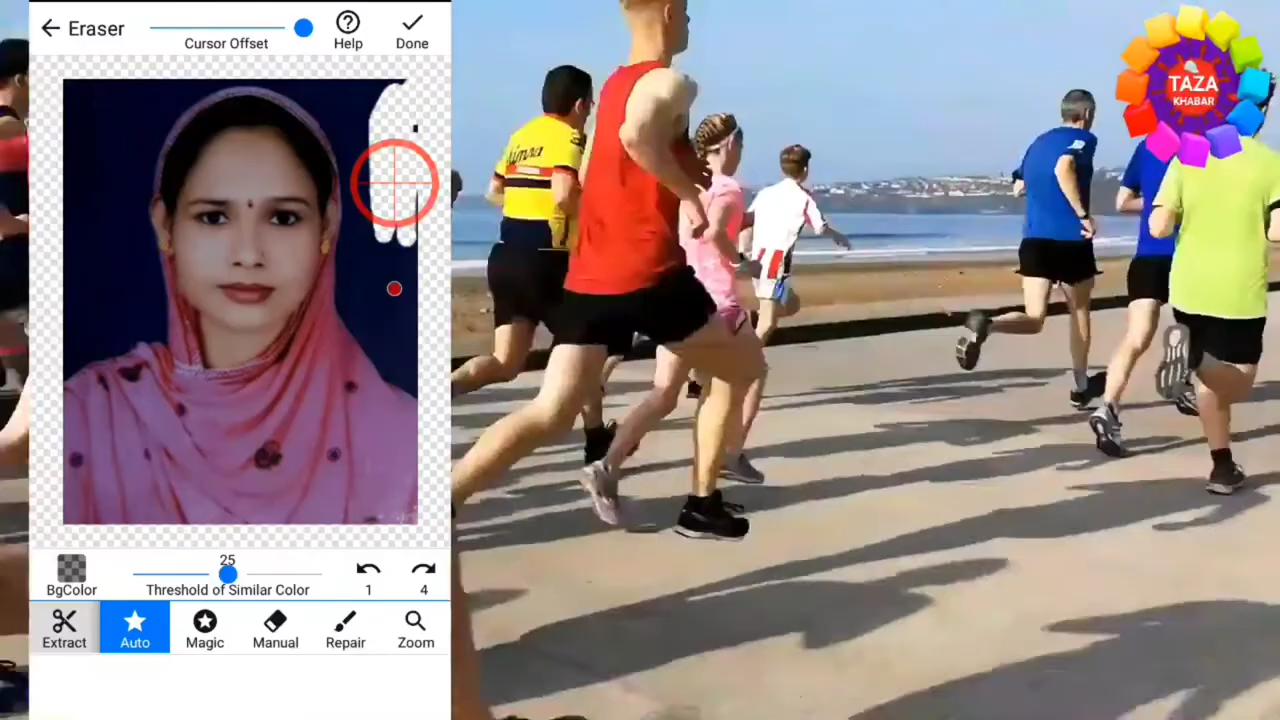 Eraser
Cursor Offset
Help
Done
TAZA
KHABAR
25
BgColor
Threshold of Similar Color
1
4
Extract
Auto
Magic
Manual
Repair
Zoom